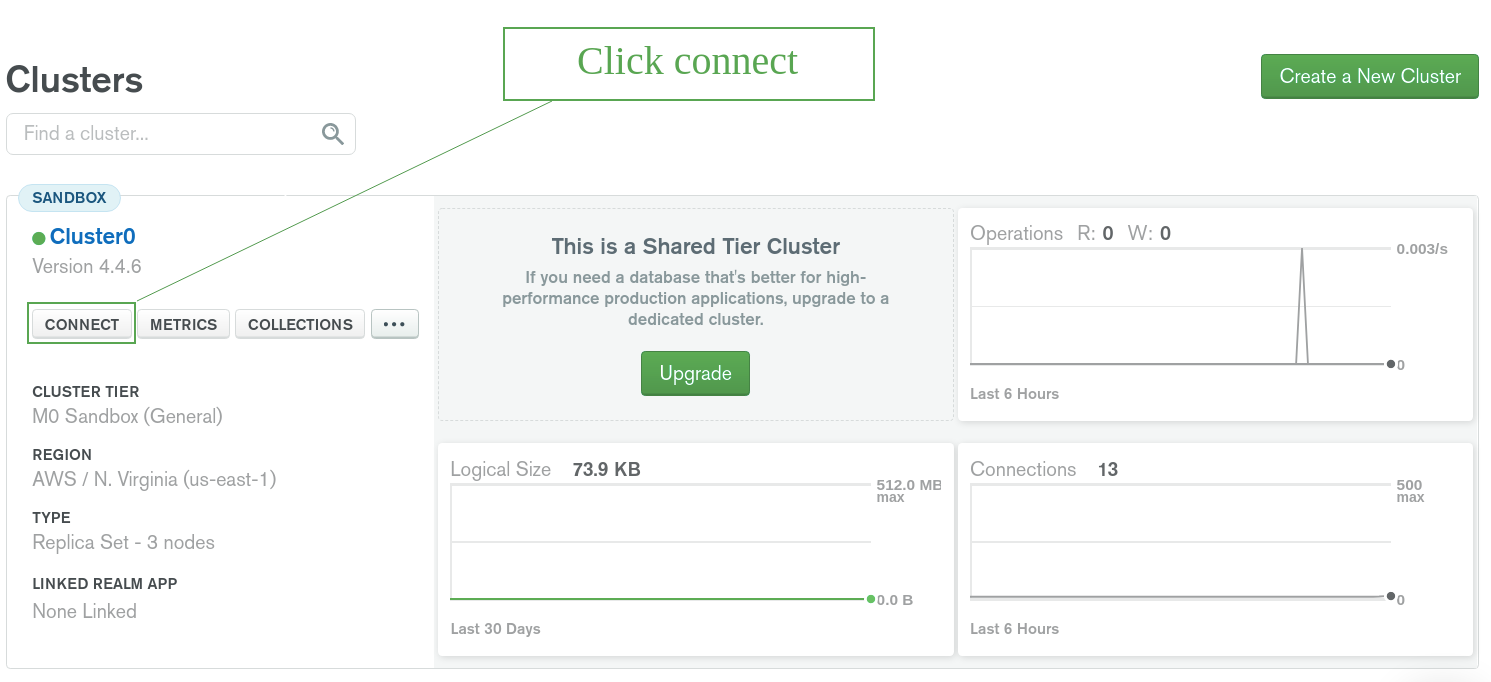 Click connect
Clusters
Create a New Cluster
Find a cluster...
SANDBOX
Cluster0
Version 4.4.6
CONNECT METRICS COLLECTIONS •••
CLUSTER TIER
M0 Sandbox (General)
REGION
AWS / N. Virginia (us-east-1)
TYPE
Replica Set - 3 nodes
LINKED REALM APP
None Linked
This is a Shared Tier Cluster
If you need a database that's better for high-
performance production applications, upgrade to a
dedicated cluster.
Upgrade
Operations R: 0 W: 0
0.003/s
0
Last 6 Hours
Logical Size 73.9 KB
512.0 MB
max
0.0 B
Last 30 Days
Connections 13
500
max
0
Last 6 Hours